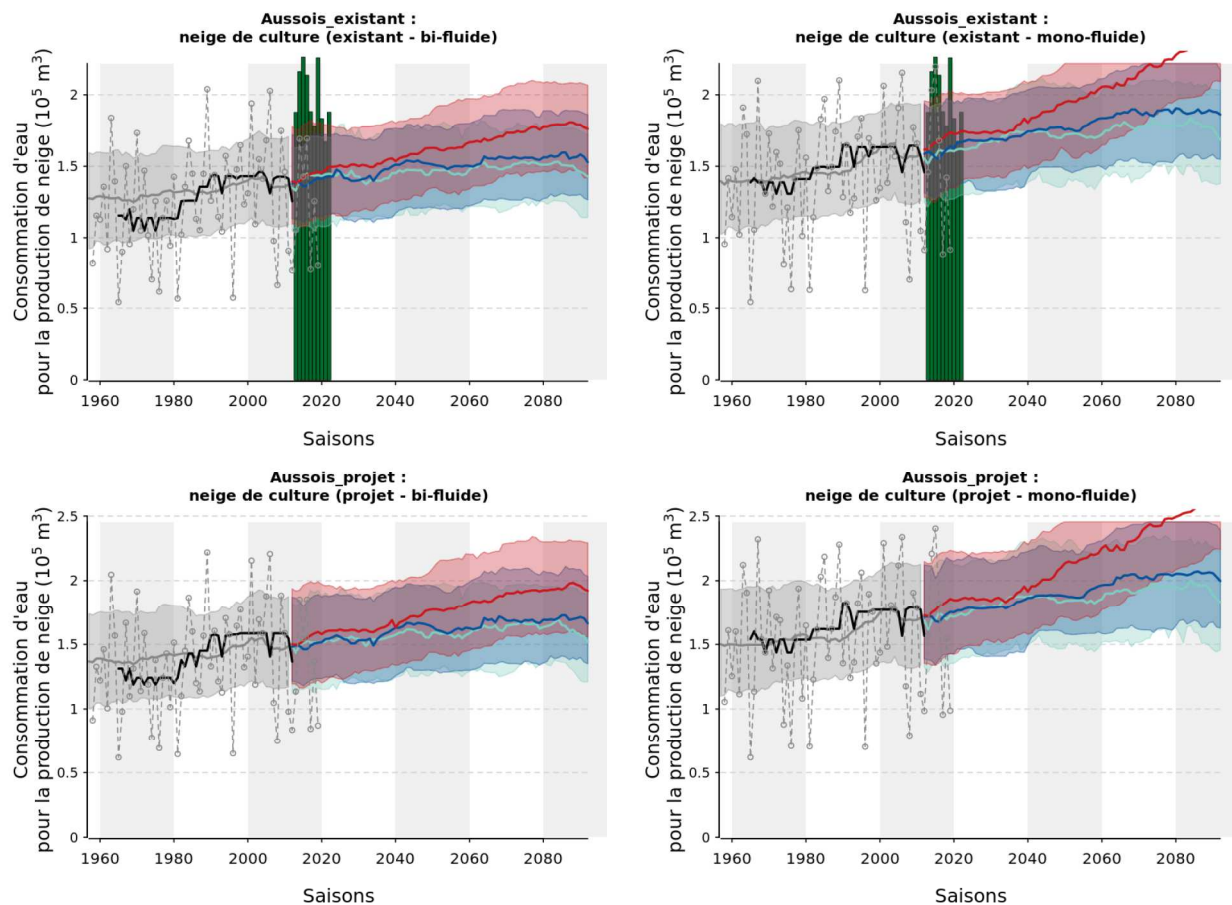 Aussois_existant :
neige de culture (existant - bi-fluide)
Consommation d'eau
pour la production de neige (10⁵ m³)
2
1.5
1
0.5
0
1960 1980 2000 2020 2040 2060 2080
Saisons
Aussois_existant :
neige de culture (existant - mono-fluide)
Consommation d'eau
pour la production de neige (10⁵ m³)
2
1.5
1
0.5
0
1960 1980 2000 2020 2040 2060 2080
Saisons
Aussois_projet :
neige de culture (projet - bi-fluide)
Consommation d'eau
pour la production de neige (10⁵ m³)
2.5
2
1.5
1
0.5
0
1960 1980 2000 2020 2040 2060 2080
Saisons
Aussois_projet :
neige de culture (projet - mono-fluide)
Consommation d'eau
pour la production de neige (10⁵ m³)
2.5
2
1.5
1
0.5
0
1960 1980 2000 2020 2040 2060 2080
Saisons